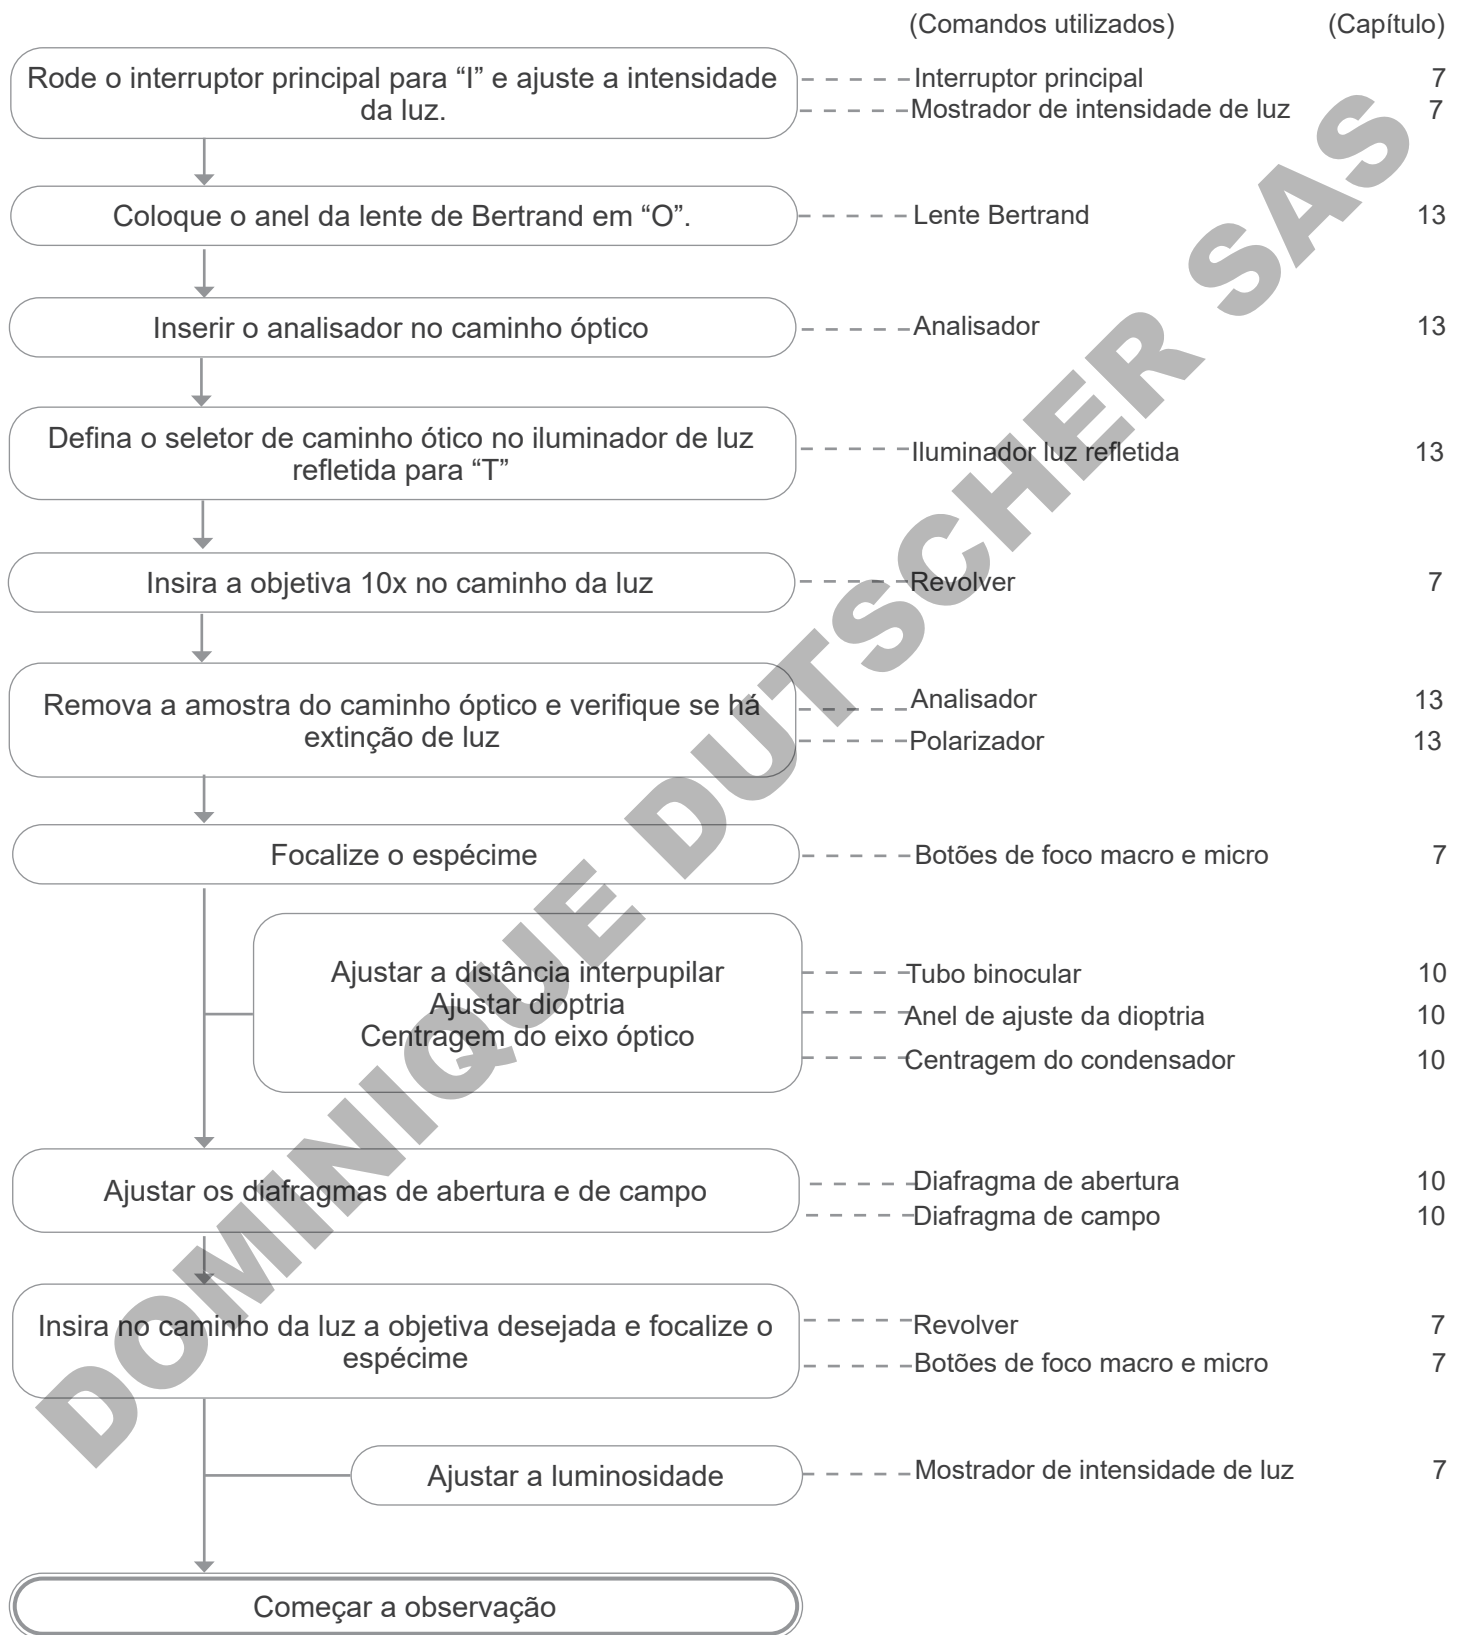 (Comandos utilizados) (Capítulo)
Rode o interruptor principal para “I” e ajuste a intensidade
da luz.
Interruptor principal 7
Mostrador de intensidade de luz 7
Coloque o anel da lente de Bertrand em “O”.
Lente Bertrand 13
Inserir o analisador no caminho óptico
Analisador 13
Defina o seletor de caminho ótico no iluminador de luz
refletida para “T”
Iluminador luz refletida 13
Insira a objetiva 10x no caminho da luz
Revolver 7
Remova a amostra do caminho óptico e verifique se há
extinção de luz
Analisador 13
Polarizador 13
Focalize o espécime
Botões de foco macro e micro 7
Ajustar a distância interpupilar
Ajustar dioptria
Centragem do eixo óptico
Tubo binocular 10
Anel de ajuste da dioptria 10
Centragem do condensador 10
Ajustar os diafragmas de abertura e de campo
Diafragma de abertura 10
Diafragma de campo 10
Insira no caminho da luz a objetiva desejada e focalize o
espécime
Revolver 7
Botões de foco macro e micro 7
Ajustar a luminosidade
Mostrador de intensidade de luz 7
Começar a observação
DOMINIQUE DUTSCHER SAS